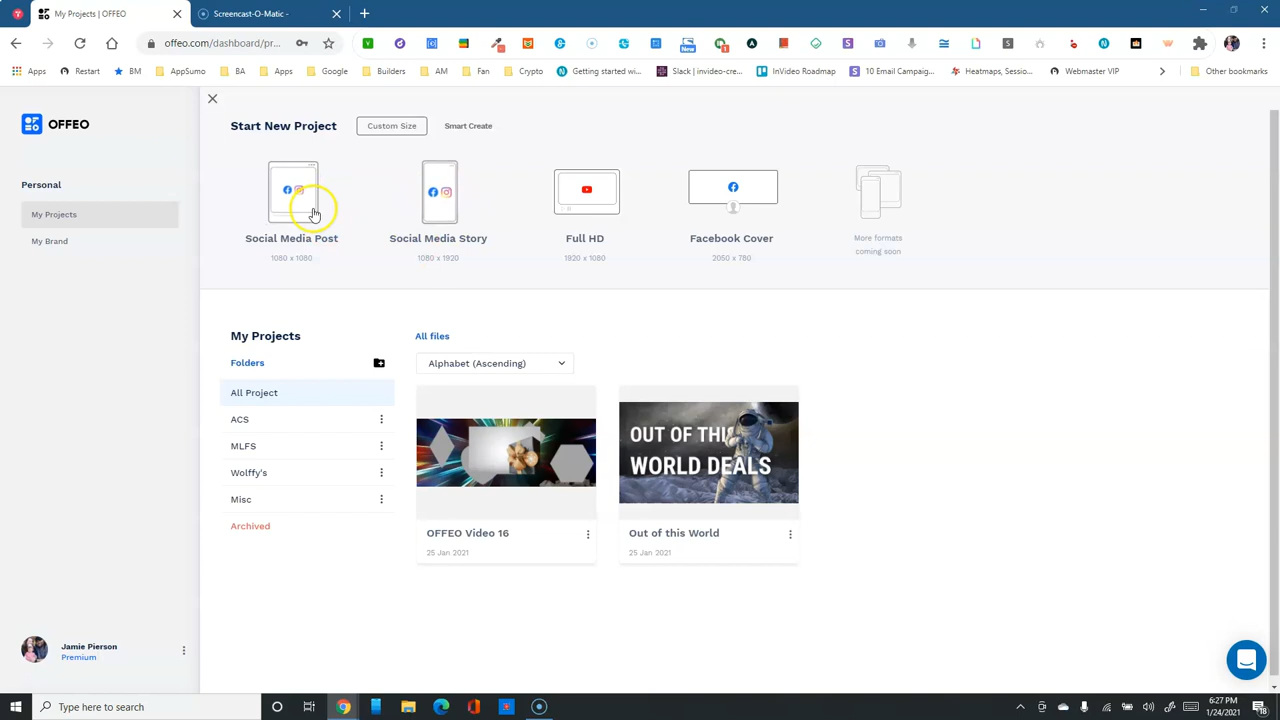 My Projects | OFFEO
Screencast-O-Matic -
offeo.com/dashboard/pr...
New
1
Apps
Restart
BM
AppSumo
BA
Apps
Google
Builders
AM
Fan
Crypto
Getting started wi...
Slack | invideo-cre...
InVideo Roadmap
10 Email Campaig...
Heatmaps, Sessio...
Webmaster VIP
Other bookmarks
OFFEO
Start New Project
Custom Size
Smart Create
Personal
My Projects
My Brand
Social Media Post
1080 x 1080
Social Media Story
1080 x 1920
Full HD
1920 x 1080
Facebook Cover
2050 x 780
More formats
coming soon
My Projects
Folders
All Project
ACS
MLFS
Wolffy's
Misc
Archived
All files
Alphabet (Ascending)
OUT OF THIS
WORLD DEALS
OFFEO Video 16
25 Jan 2021
Out of this World
25 Jan 2021
Jamie Pierson
Premium
Type here to search
6:27 PM
1/24/2021
18